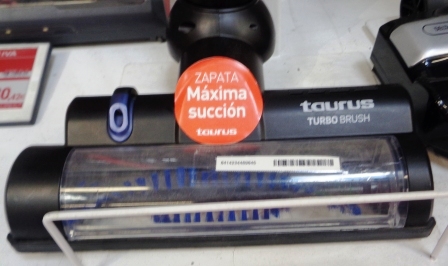 ZAPATA
Máxima
succión
taurus
taurus
TURBO BRUSH